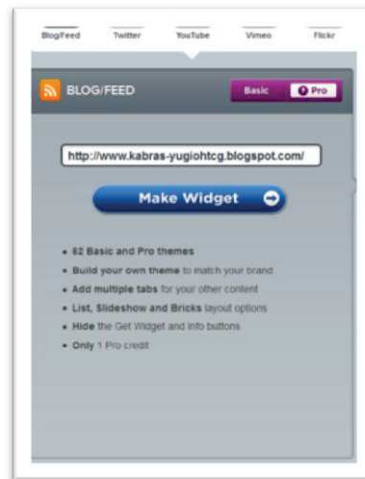 Blog/Feed Twitter YouTube Vimeo Flickr
BLOG/FEED Basic Pro
http://www.kabras-yugiohtcg.blogspot.com/
Make Widget
• 62 Basic and Pro themes
• Build your own theme to match your brand
• Add multiple tabs for your other content
• List, Slideshow and Bricks layout options
• Hide the Get Widget and Info buttons
• Only 1 Pro credit